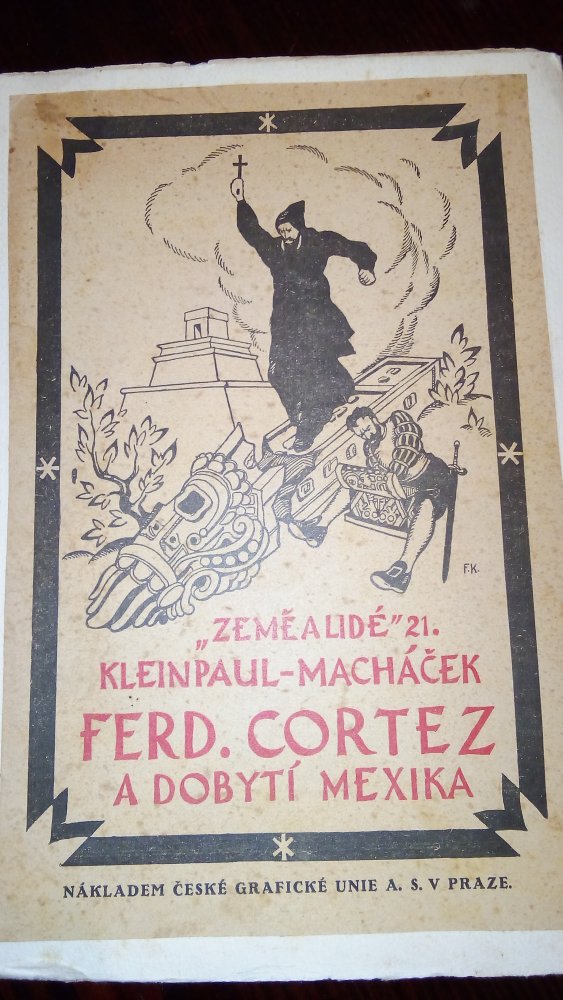 F.K.
„ZEMĚ A LIDÉ" 21.
KLEINPAUL-MACHÁČEK
FERD. CORTEZ
A DOBYTÍ MEXIKA
NÁKLADEM ČESKÉ GRAFICKÉ UNIE A. S. V PRAZE.